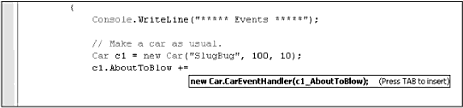 {
Console.WriteLine("***** Events *****");
// Make a car as usual.
Car c1 = new Car("SlugBug", 100, 10);
c1.AboutToBlow +=
new Car.CarEventHandler(c1_AboutToBlow); (Press TAB to insert)